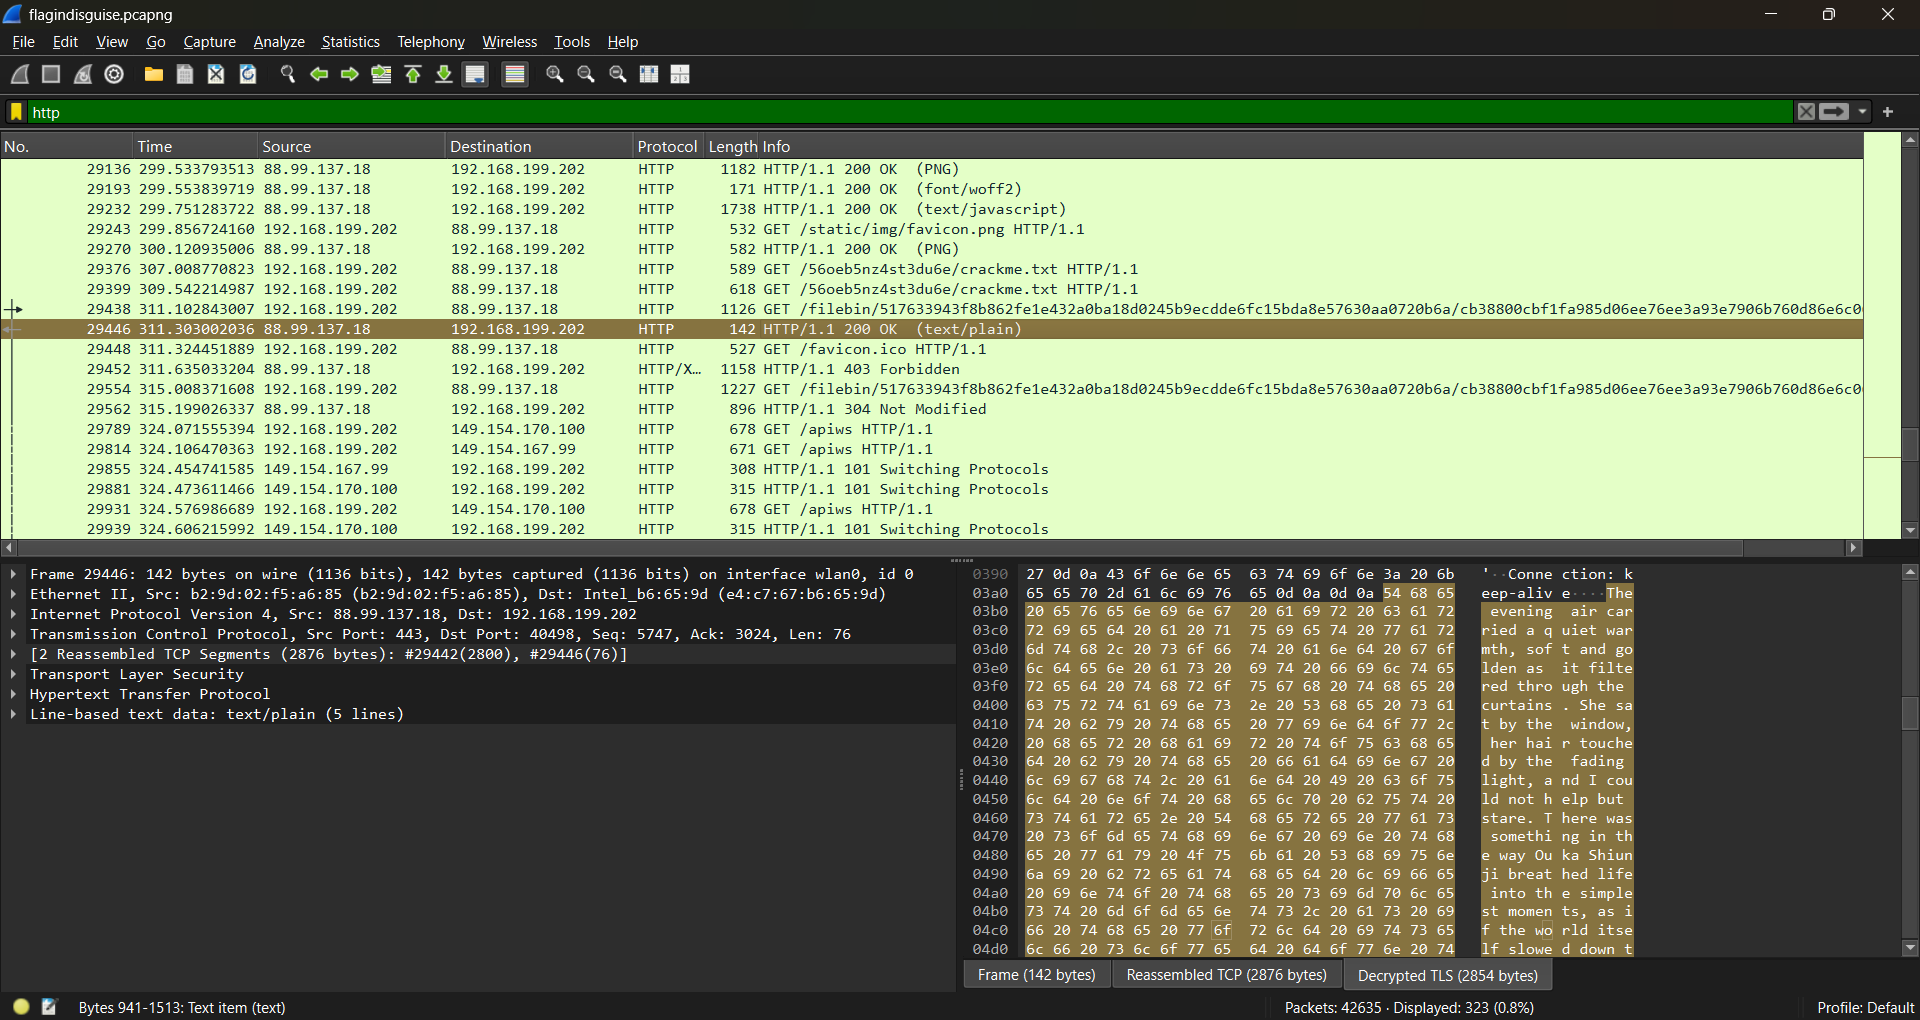 flagindisguise.pcapng
File Edit View Go Capture Analyze Statistics Telephony Wireless Tools Help
http
No. Time Source Destination Protocol Length Info
29136 299.533793513 88.99.137.18 192.168.199.202 HTTP 1182 HTTP/1.1 200 OK (PNG)
29193 299.553839719 88.99.137.18 192.168.199.202 HTTP 171 HTTP/1.1 200 OK (font/woff2)
29232 299.751283722 88.99.137.18 192.168.199.202 HTTP 1738 HTTP/1.1 200 OK (text/javascript)
29243 299.856724160 192.168.199.202 88.99.137.18 HTTP 532 GET /static/img/favicon.png HTTP/1.1
29270 300.120935006 88.99.137.18 192.168.199.202 HTTP 582 HTTP/1.1 200 OK (PNG)
29376 307.008770823 192.168.199.202 88.99.137.18 HTTP 589 GET /56oeb5nz4st3du6e/crackme.txt HTTP/1.1
29399 309.542214987 192.168.199.202 88.99.137.18 HTTP 618 GET /56oeb5nz4st3du6e/crackme.txt HTTP/1.1
29438 311.102843007 192.168.199.202 88.99.137.18 HTTP 1126 GET /filebin/517633943f8b862fe1e432a0ba18d0245b9ecdde6fc15bda8e57630aa0720b6a/cb38800cbf1fa985d06ee76ee3a93e7906b760d86e6c0
29446 311.303002036 88.99.137.18 192.168.199.202 HTTP 142 HTTP/1.1 200 OK (text/plain)
29448 311.324451889 192.168.199.202 88.99.137.18 HTTP 527 GET /favicon.ico HTTP/1.1
29452 311.635033204 88.99.137.18 192.168.199.202 HTTP/X… 1158 HTTP/1.1 403 Forbidden
29554 315.008371608 192.168.199.202 88.99.137.18 HTTP 1227 GET /filebin/517633943f8b862fe1e432a0ba18d0245b9ecdde6fc15bda8e57630aa0720b6a/cb38800cbf1fa985d06ee76ee3a93e7906b760d86e6c0
29562 315.199026337 88.99.137.18 192.168.199.202 HTTP 896 HTTP/1.1 304 Not Modified
29789 324.071555394 192.168.199.202 149.154.170.100 HTTP 678 GET /apiws HTTP/1.1
29814 324.106470363 192.168.199.202 149.154.167.99 HTTP 671 GET /apiws HTTP/1.1
29855 324.454741585 149.154.167.99 192.168.199.202 HTTP 308 HTTP/1.1 101 Switching Protocols
29881 324.473611466 149.154.170.100 192.168.199.202 HTTP 315 HTTP/1.1 101 Switching Protocols
29931 324.576986689 192.168.199.202 149.154.170.100 HTTP 678 GET /apiws HTTP/1.1
29939 324.606215992 149.154.170.100 192.168.199.202 HTTP 315 HTTP/1.1 101 Switching Protocols
Frame 29446: 142 bytes on wire (1136 bits), 142 bytes captured (1136 bits) on interface wlan0, id 0
Ethernet II, Src: b2:9d:02:f5:a6:85 (b2:9d:02:f5:a6:85), Dst: Intel_b6:65:9d (e4:c7:67:b6:65:9d)
Internet Protocol Version 4, Src: 88.99.137.18, Dst: 192.168.199.202
Transmission Control Protocol, Src Port: 443, Dst Port: 40498, Seq: 5747, Ack: 3024, Len: 76
[2 Reassembled TCP Segments (2876 bytes): #29442(2800), #29446(76)]
Transport Layer Security
Hypertext Transfer Protocol
Line-based text data: text/plain (5 lines)
0390 27 0d 0a 43 6f 6e 6e 65 63 74 69 6f 6e 3a 20 6b '··Conne ction: k
03a0 65 65 70 2d 61 6c 69 76 65 0d 0a 0d 0a 54 68 65 eep-aliv e····The
03b0 20 65 76 65 6e 69 6e 67 20 61 69 72 20 63 61 72 evening air car
03c0 72 69 65 64 20 61 20 71 75 69 65 74 20 77 61 72 ried a q uiet war
03d0 6d 74 68 2c 20 73 6f 66 74 20 61 6e 64 20 67 6f mth, sof t and go
03e0 6c 64 65 6e 20 61 73 20 69 74 20 66 69 6c 74 65 lden as it filte
03f0 72 65 64 20 74 68 72 6f 75 67 68 20 74 68 65 20 red thro ugh the
0400 63 75 72 74 61 69 6e 73 2e 20 53 68 65 20 73 61 curtains . She sa
0410 74 20 62 79 20 74 68 65 20 77 69 6e 64 6f 77 2c t by the window,
0420 20 68 65 72 20 68 61 69 72 20 74 6f 75 63 68 65 her hai r touche
0430 64 20 62 79 20 74 68 65 20 66 61 64 69 6e 67 20 d by the fading
0440 6c 69 67 68 74 2c 20 61 6e 64 20 49 20 63 6f 75 light, a nd I cou
0450 6c 64 20 6e 6f 74 20 68 65 6c 70 20 62 75 74 20 ld not h elp but
0460 73 74 61 72 65 2e 20 54 68 65 72 65 20 77 61 73 stare. T here was
0470 20 73 6f 6d 65 74 68 69 6e 67 20 69 6e 20 74 68 somethi ng in th
0480 65 20 77 61 79 20 4f 75 6b 61 20 53 68 69 75 6e e way Ou ka Shiun
0490 6a 69 20 62 72 65 61 74 68 65 64 20 6c 69 66 65 ji breat hed life
04a0 20 69 6e 74 6f 20 74 68 65 20 73 69 6d 70 6c 65 into th e simple
04b0 73 74 20 6d 6f 6d 65 6e 74 73 2c 20 61 73 20 69 st momen ts, as i
04c0 66 20 74 68 65 20 77 6f 72 6c 64 20 69 74 73 65 f the wo rld itse
04d0 6c 66 20 73 6c 6f 77 65 64 20 64 6f 77 6e 20 74 lf slowe d down t
Frame (142 bytes) Reassembled TCP (2876 bytes) Decrypted TLS (2854 bytes)
Bytes 941-1513: Text item (text) Packets: 42635 · Displayed: 323 (0.8%) Profile: Default